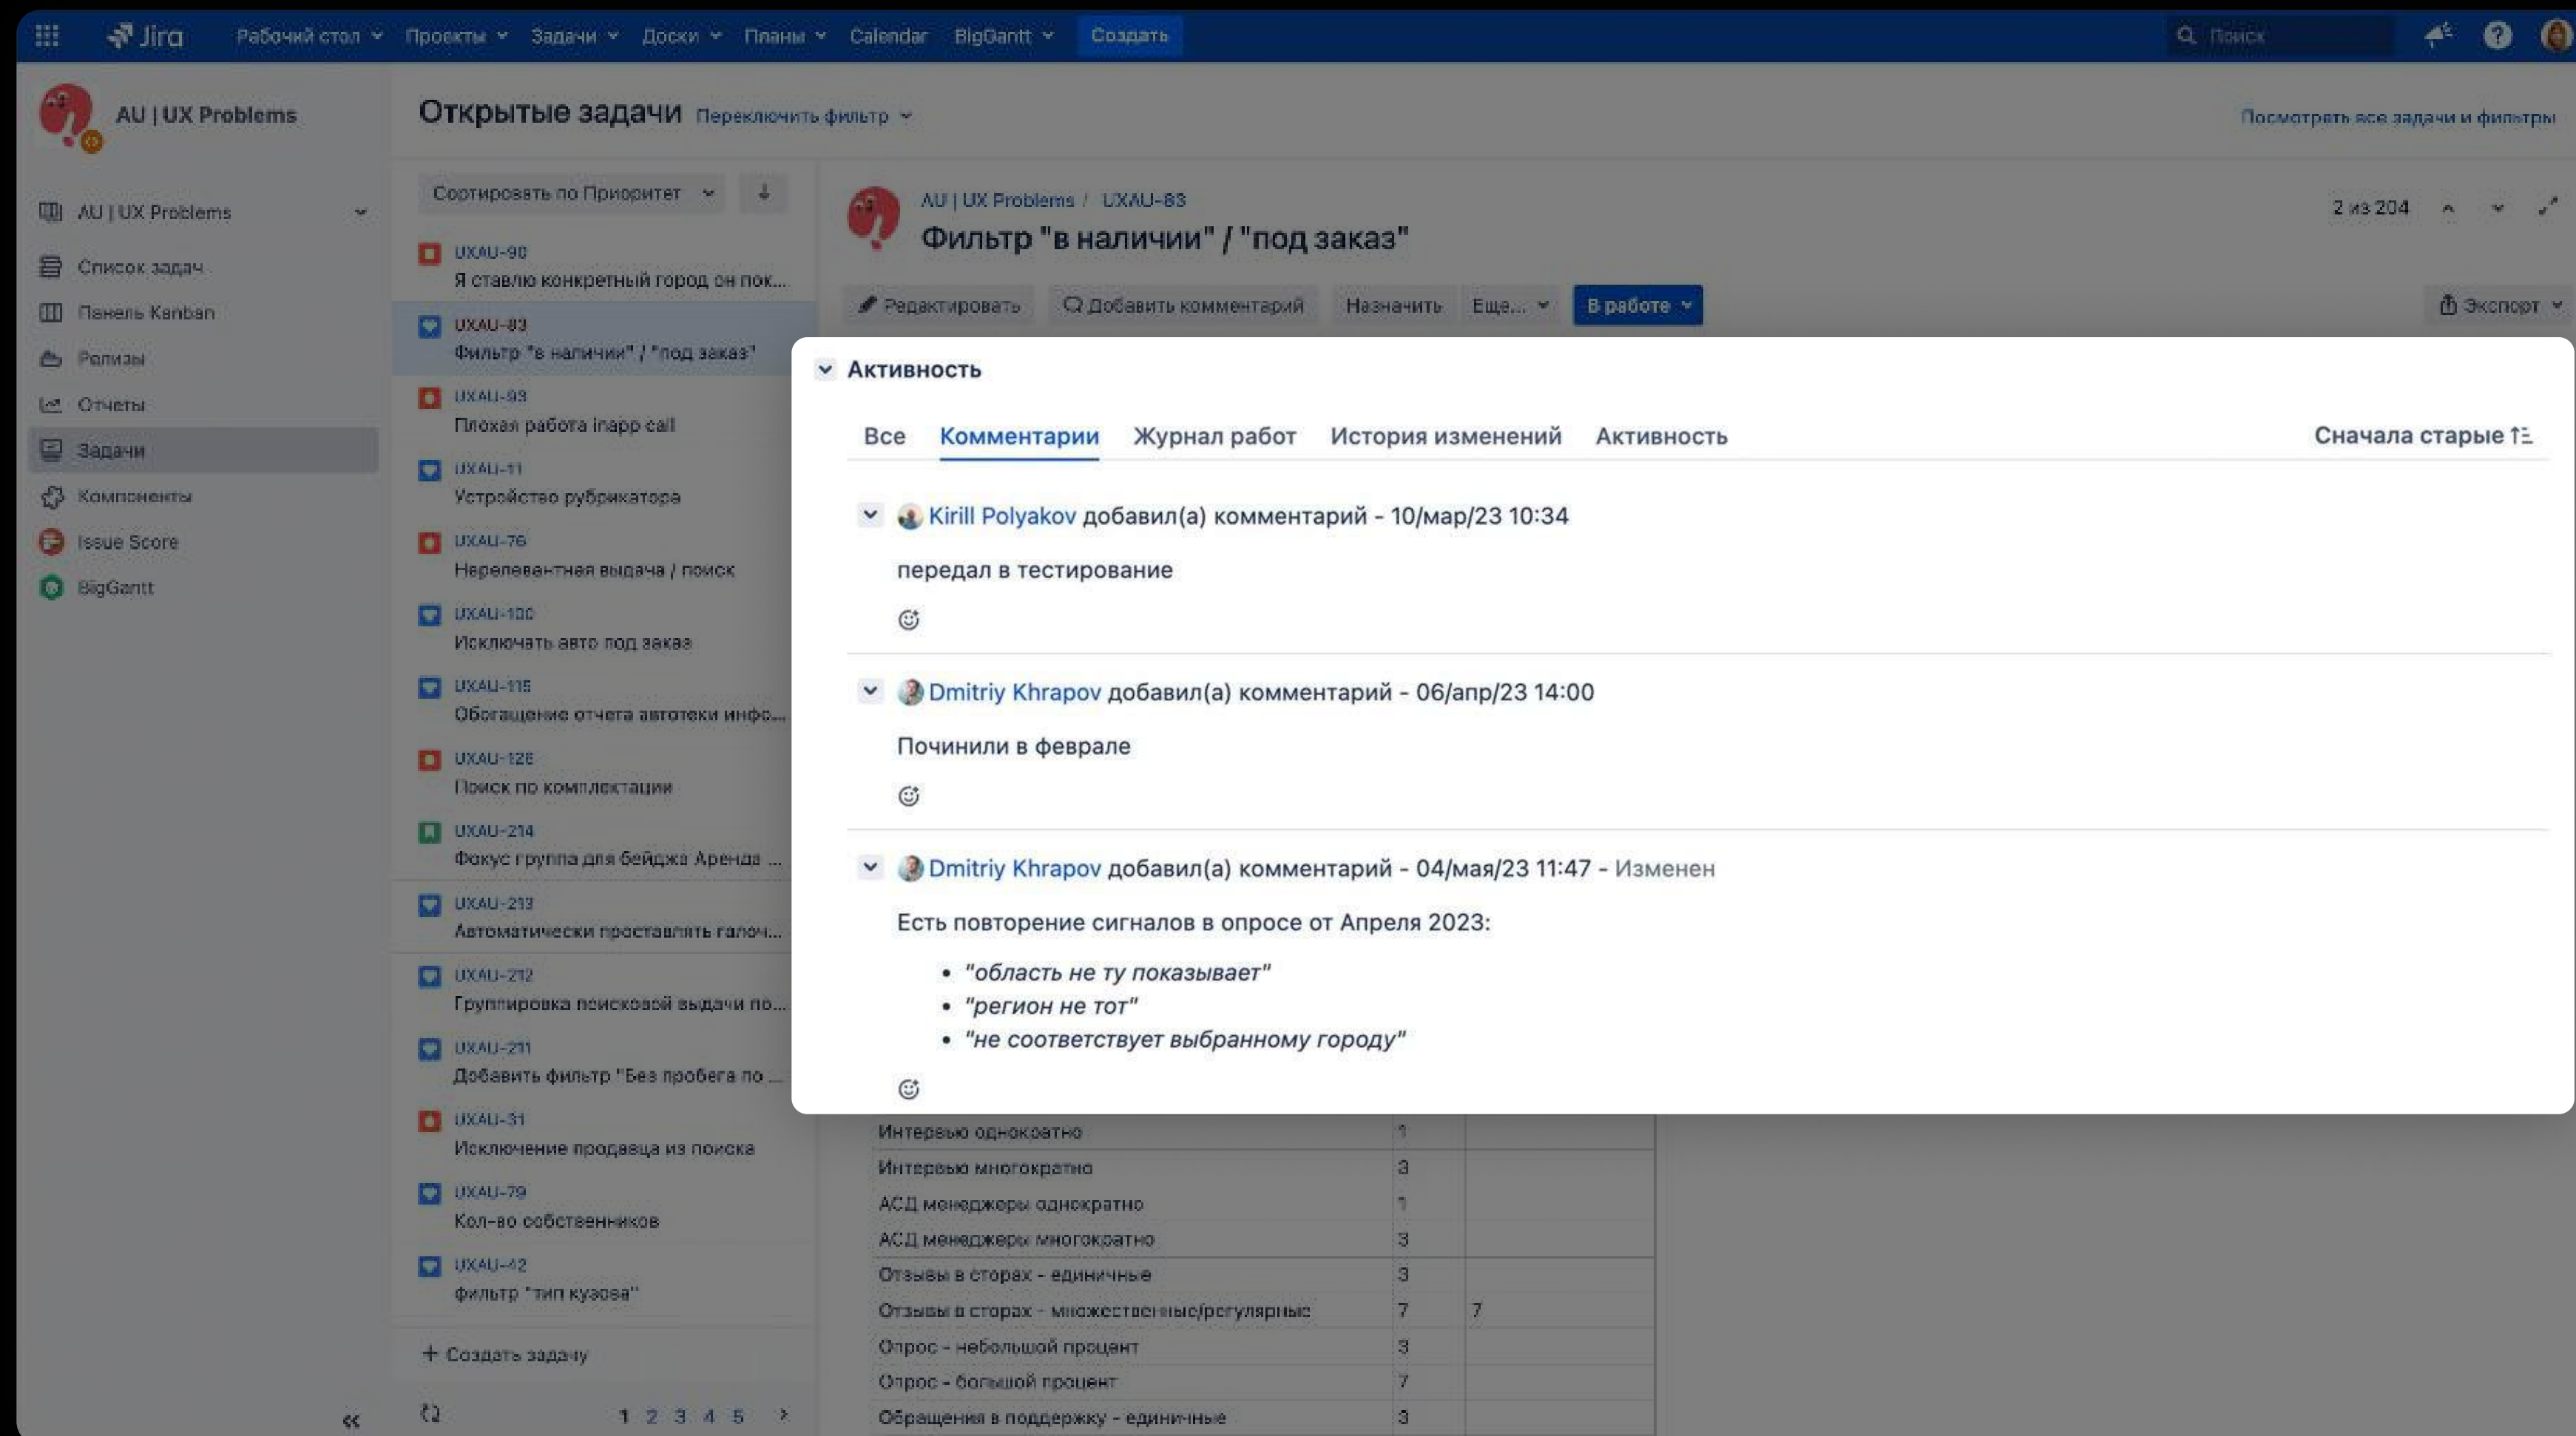 Jira Рабочий стол Проекты Задачи Доски Планы Calendar BigGantt Создать Поиск
AU | UX Problems
Открытые задачи Переключить фильтр
Посмотреть все задачи и фильтры
AU | UX Problems
Список задач
Панель Kanban
Релизы
Отчеты
Задачи
Компоненты
Issue Score
BigGantt
Сортировать по Приоритет
UXAU-90
Я ставлю конкретный город он пок...
UXAU-83
Фильтр "в наличии" / "под заказ"
UXAU-93
Плохая работа inapp call
UXAU-11
Устройство рубрикатора
UXAU-76
Нерелевантная выдача / поиск
UXAU-100
Исключать авто под заказ
UXAU-115
Обогащение отчета автотеки инфо...
UXAU-128
Поиск по комплектации
UXAU-214
Фокус группа для бейджа Аренда ...
UXAU-213
Автоматически проставлять галоч...
UXAU-212
Группировка поисковой выдачи по...
UXAU-211
Добавить фильтр "Без пробега по ...
UXAU-31
Исключение продавца из поиска
UXAU-79
Кол-во собственников
UXAU-42
фильтр "тип кузова"
+ Создать задачу
1 2 3 4 5
AU | UX Problems / UXAU-83
Фильтр "в наличии" / "под заказ"
2 из 204
Редактировать Добавить комментарий Назначить Еще... В работе Экспорт
Активность
Все Комментарии Журнал работ История изменений Активность Сначала старые
Kirill Polyakov добавил(а) комментарий - 10/мар/23 10:34
передал в тестирование
Dmitriy Khrapov добавил(а) комментарий - 06/апр/23 14:00
Починили в феврале
Dmitriy Khrapov добавил(а) комментарий - 04/мая/23 11:47 - Изменен
Есть повторение сигналов в опросе от Апреля 2023:
• "область не ту показывает"
• "регион не тот"
• "не соответствует выбранному городу"
Интервью однократно 1
Интервью многократно 3
АСД менеджеры однократно 1
АСД менеджеры многократно 3
Отзывы в сторах - единичные 3
Отзывы в сторах - множественные/регулярные 7 7
Опрос - небольшой процент 3
Опрос - большой процент 7
Обращения в поддержку - единичные 3